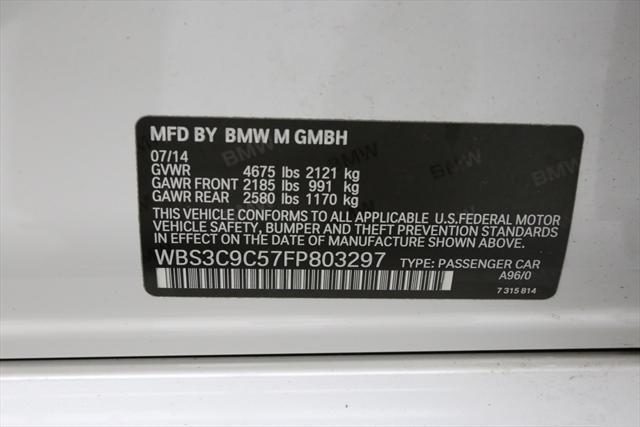 MFD BY BMW M GMBH
07/14
GVWR 4675 lbs 2121 kg
GAWR FRONT 2185 lbs 991 kg
GAWR REAR 2580 lbs 1170 kg
THIS VEHICLE CONFORMS TO ALL APPLICABLE U.S.FEDERAL MOTOR
VEHICLE SAFETY, BUMPER AND THEFT PREVENTION STANDARDS
IN EFFECT ON THE DATE OF MANUFACTURE SHOWN ABOVE.
WBS3C9C57FP803297 TYPE: PASSENGER CAR
A96/0
7 315 814